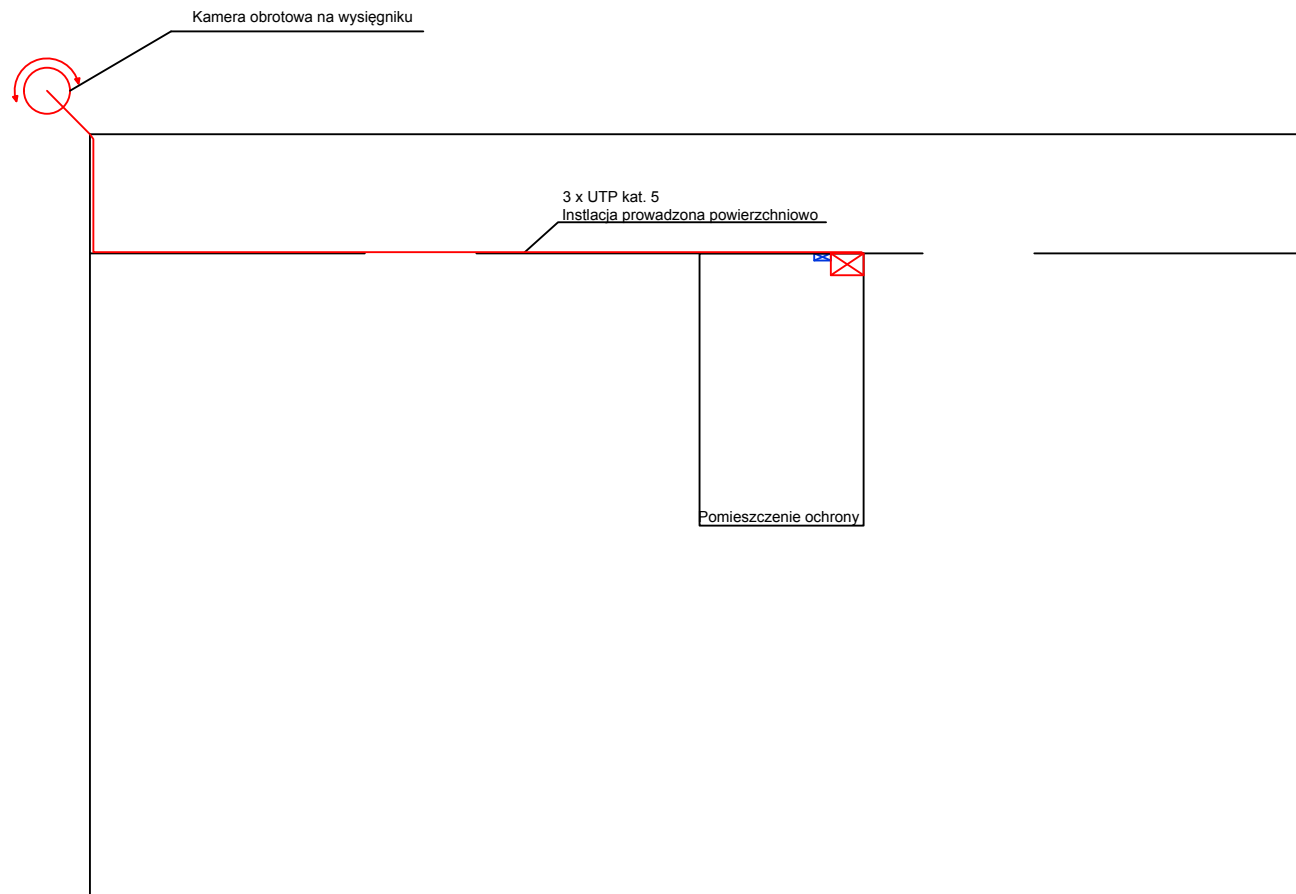 Kamera obrotowa na wysięgniku
3 x UTP kat. 5
Instlacja prowadzona powierzchniowo
Pomieszczenie ochrony